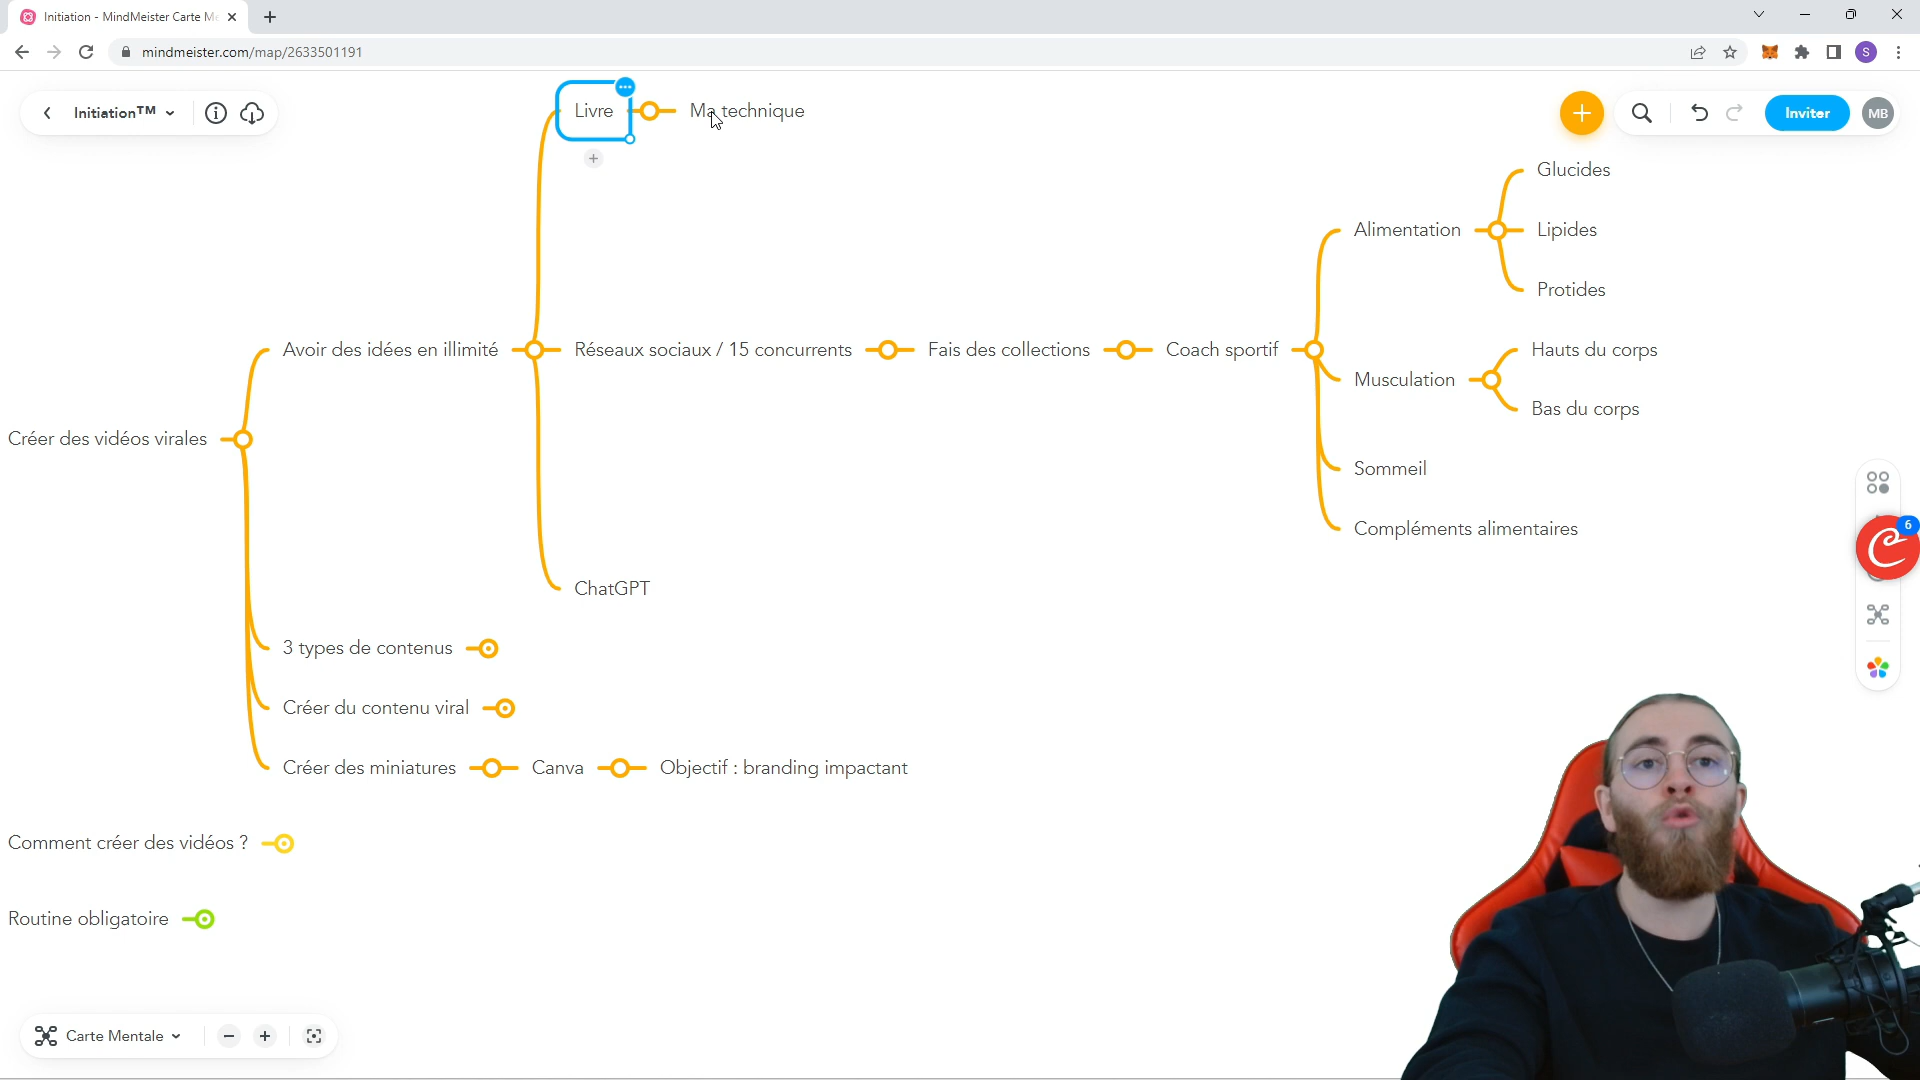 Initiation - MindMeister Carte Me
mindmeister.com/map/2633501191
S
Initiation™
Livre
Ma technique
Inviter
MB
Glucides
Alimentation
Lipides
Protides
Avoir des idées en illimité
Réseaux sociaux / 15 concurrents
Fais des collections
Coach sportif
Hauts du corps
Musculation
Bas du corps
Créer des vidéos virales
Sommeil
Compléments alimentaires
6
ChatGPT
3 types de contenus
Créer du contenu viral
Créer des miniatures
Canva
Objectif : branding impactant
Comment créer des vidéos ?
Routine obligatoire
Carte Mentale